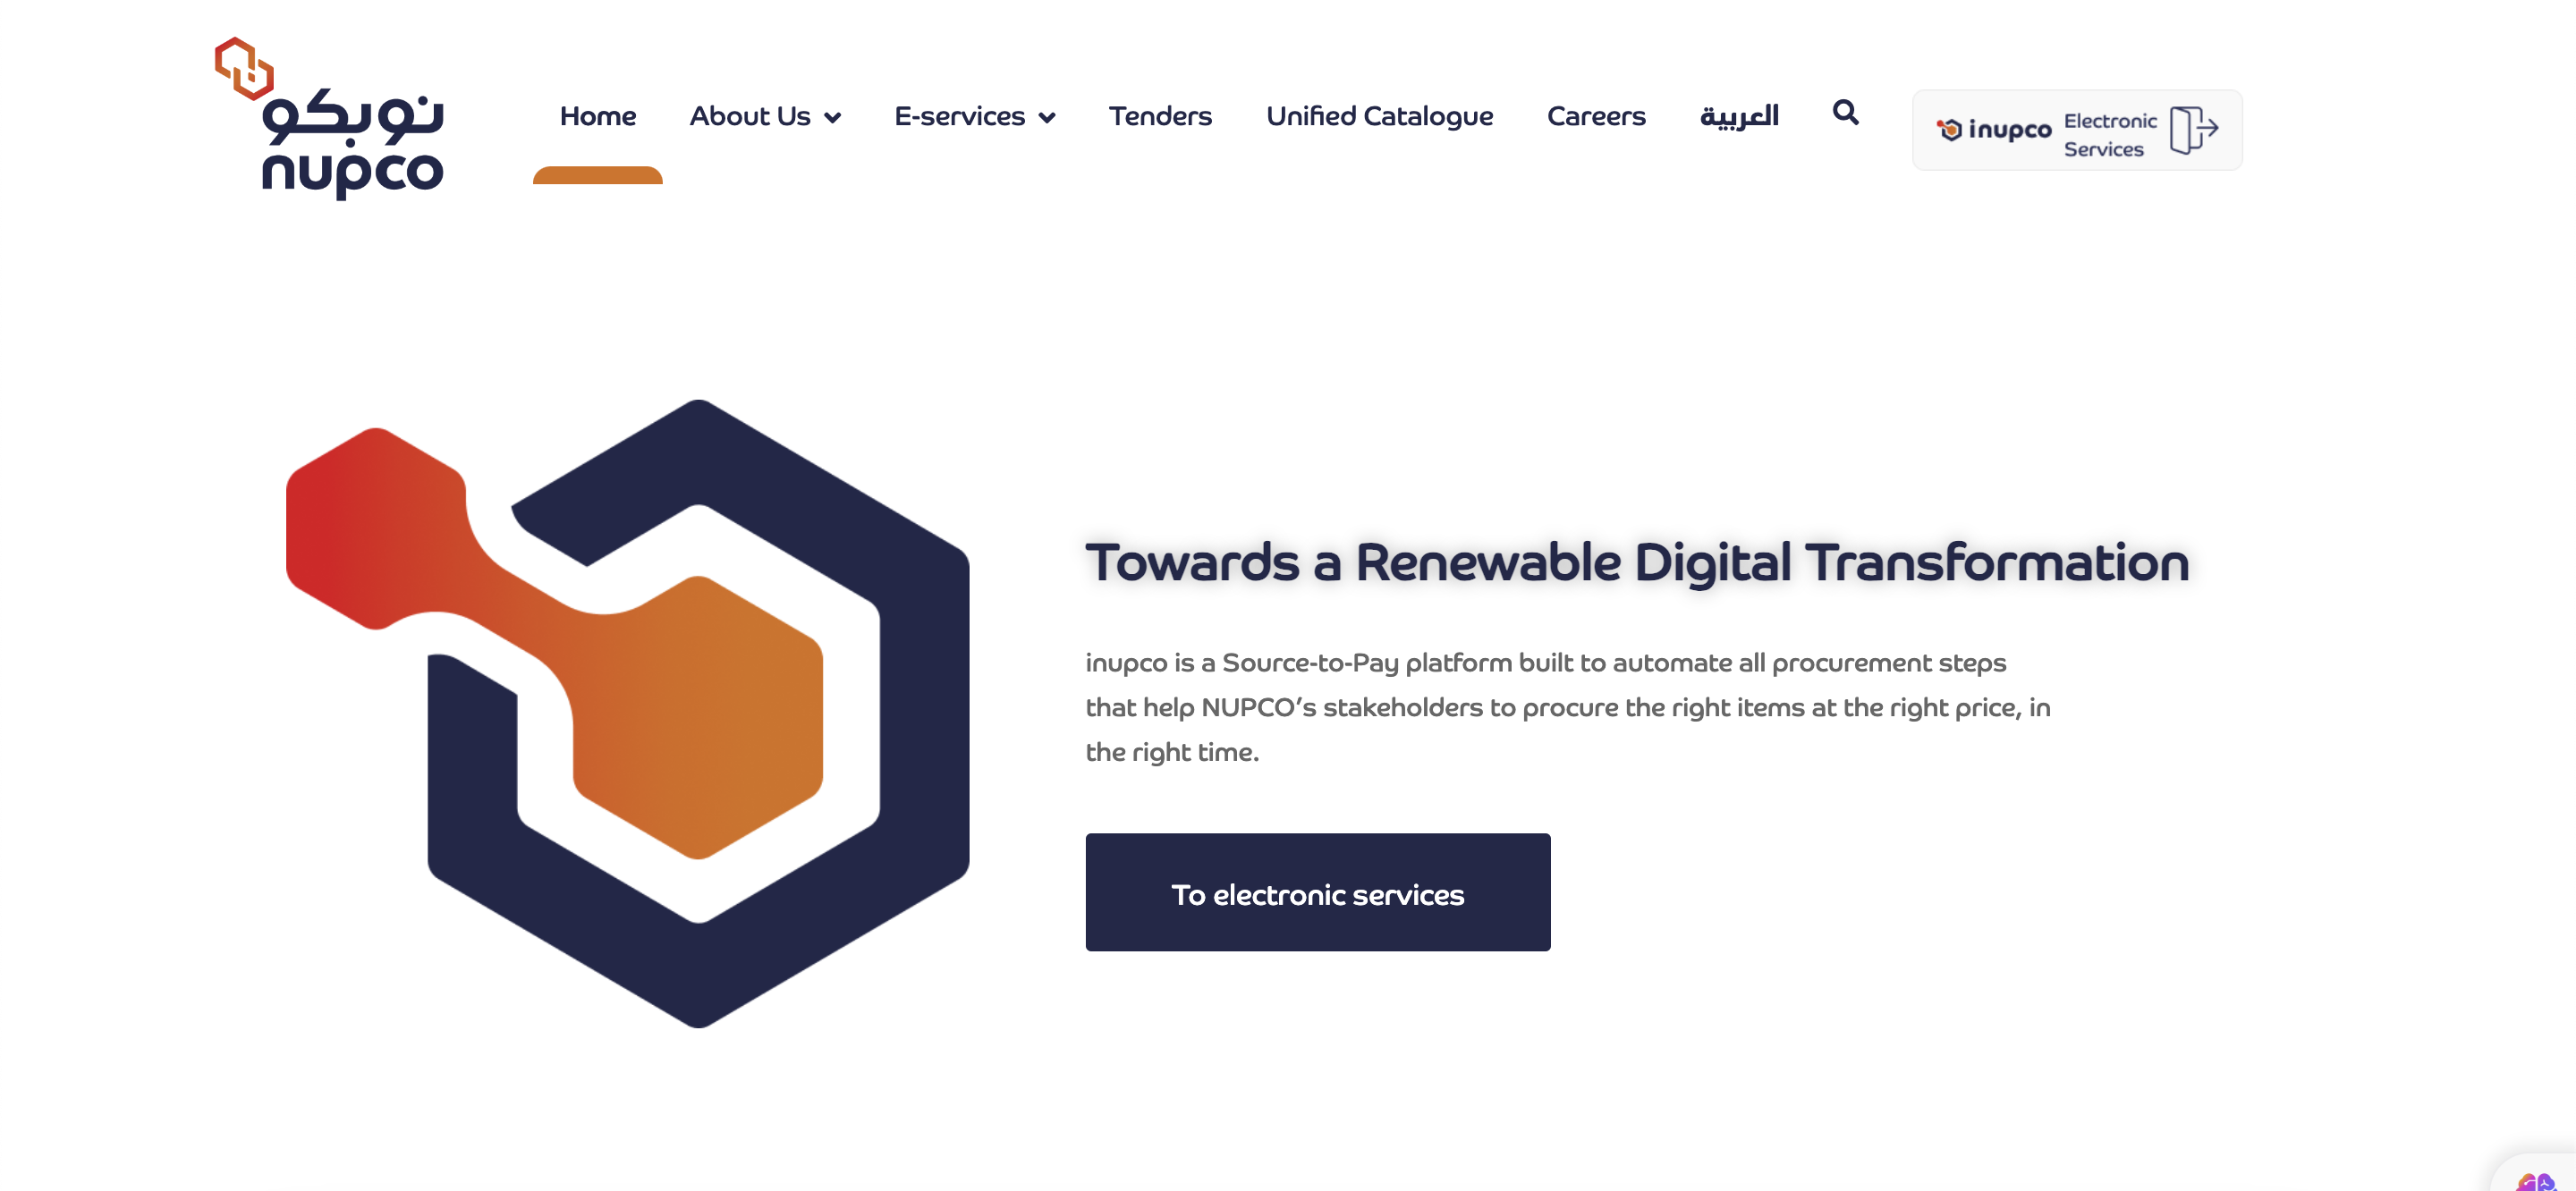 نوبكو
nupco
Home
About Us
E-services
Tenders
Unified Catalogue
Careers
العربية
inupco
Electronic
Services
Towards a Renewable Digital Transformation
inupco is a Source-to-Pay platform built to automate all procurement steps
that help NUPCO’s stakeholders to procure the right items at the right price, in
the right time.
To electronic services